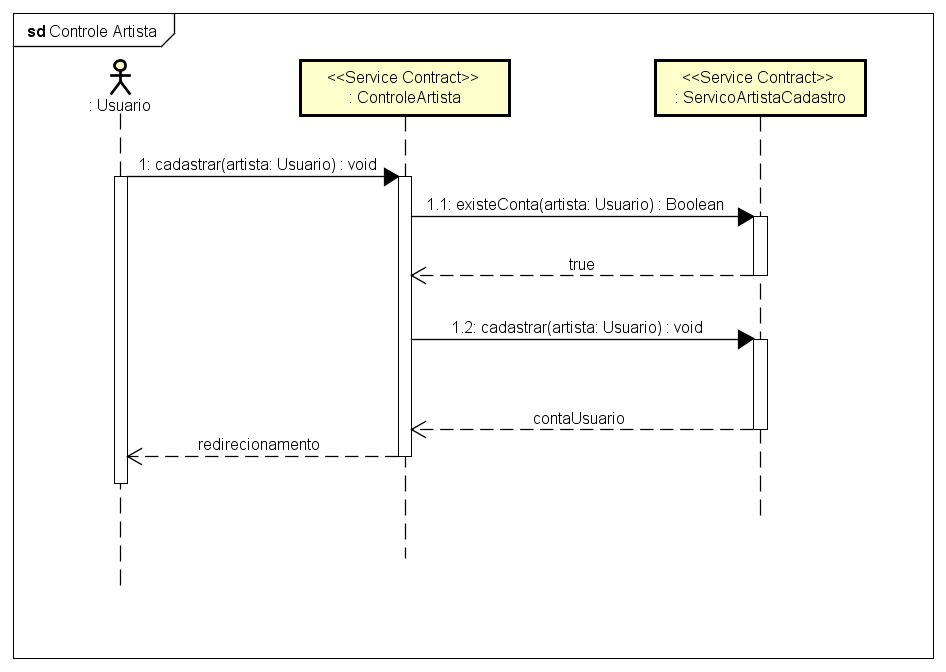 sd Controle Artista
: Usuario
<<Service Contract>>
: ControleArtista
<<Service Contract>>
: ServicoArtistaCadastro
1: cadastrar(artista: Usuario) : void
1.1: existeConta(artista: Usuario) : Boolean
true
1.2: cadastrar(artista: Usuario) : void
contaUsuario
redirecionamento